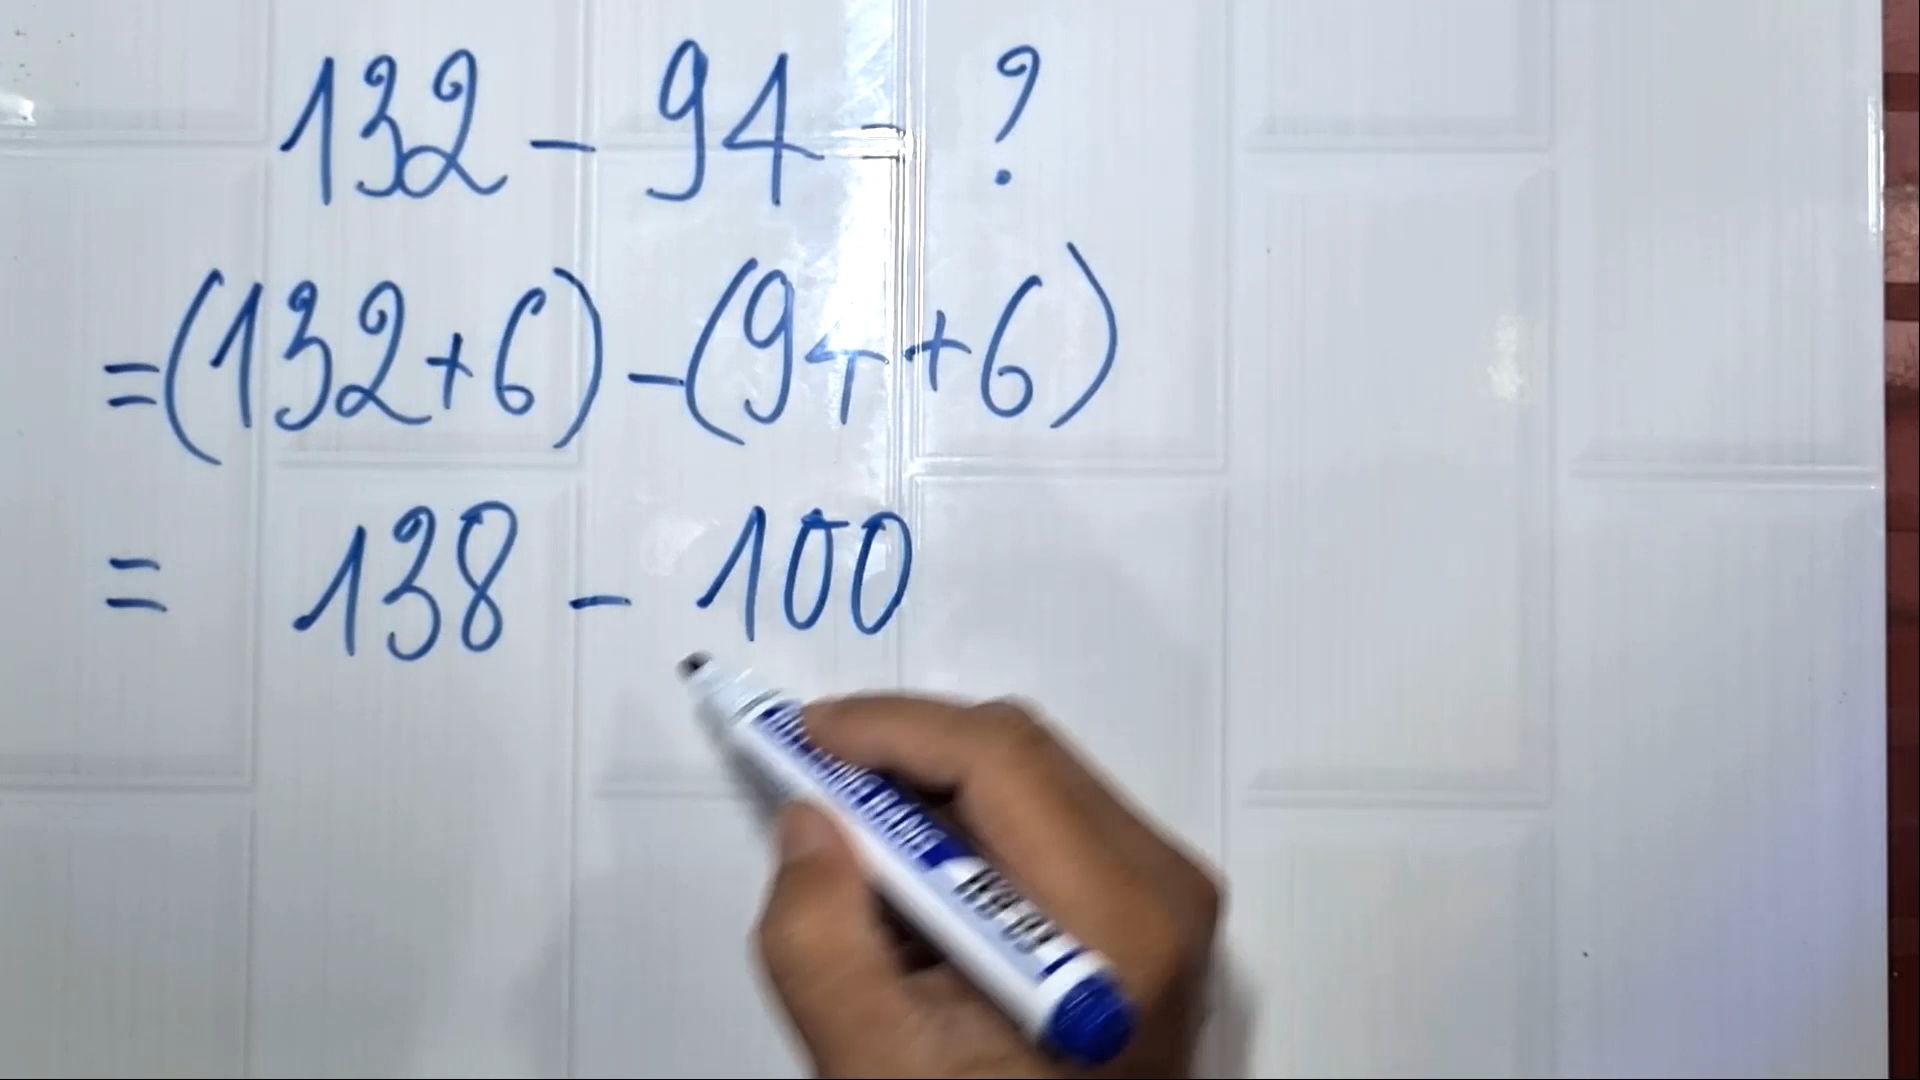 132 - 94 = ?
=(132+6)-(94+6)
= 138 - 100